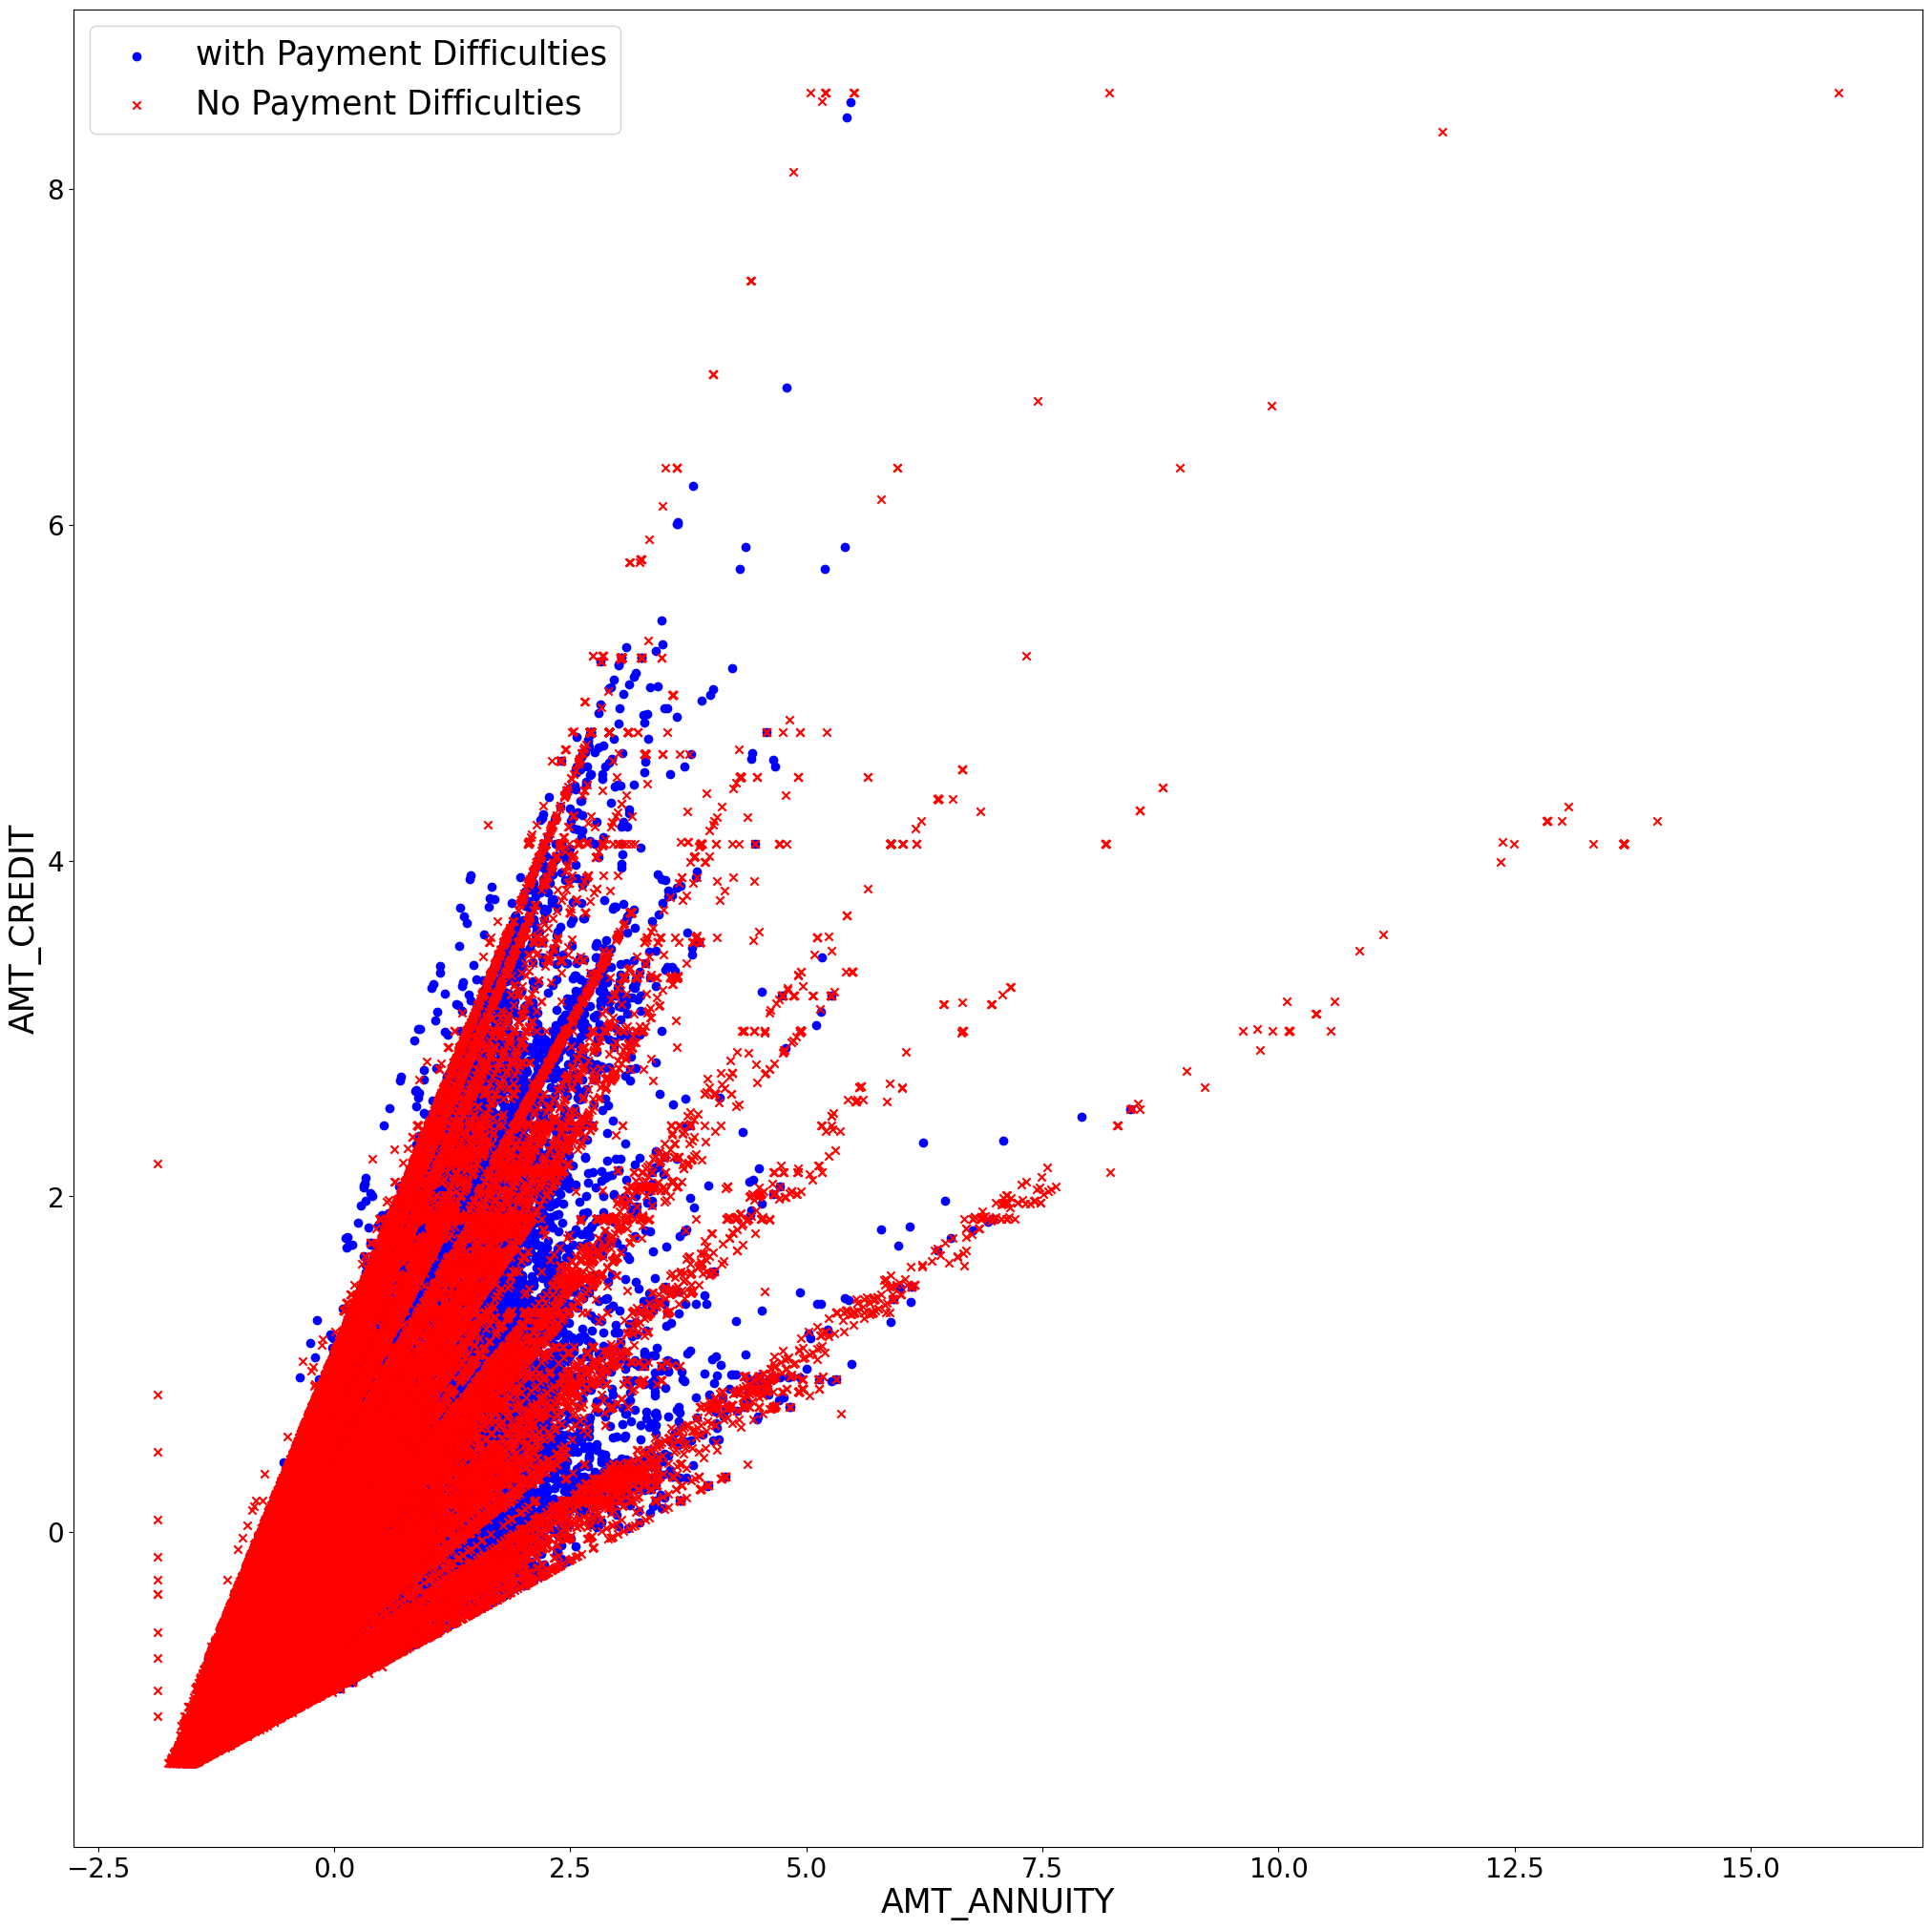 with Payment Difficulties
No Payment Difficulties
8
6
4
2
0
AMT_CREDIT
−2.5 0.0 2.5 5.0 7.5 10.0 12.5 15.0
AMT_ANNUITY